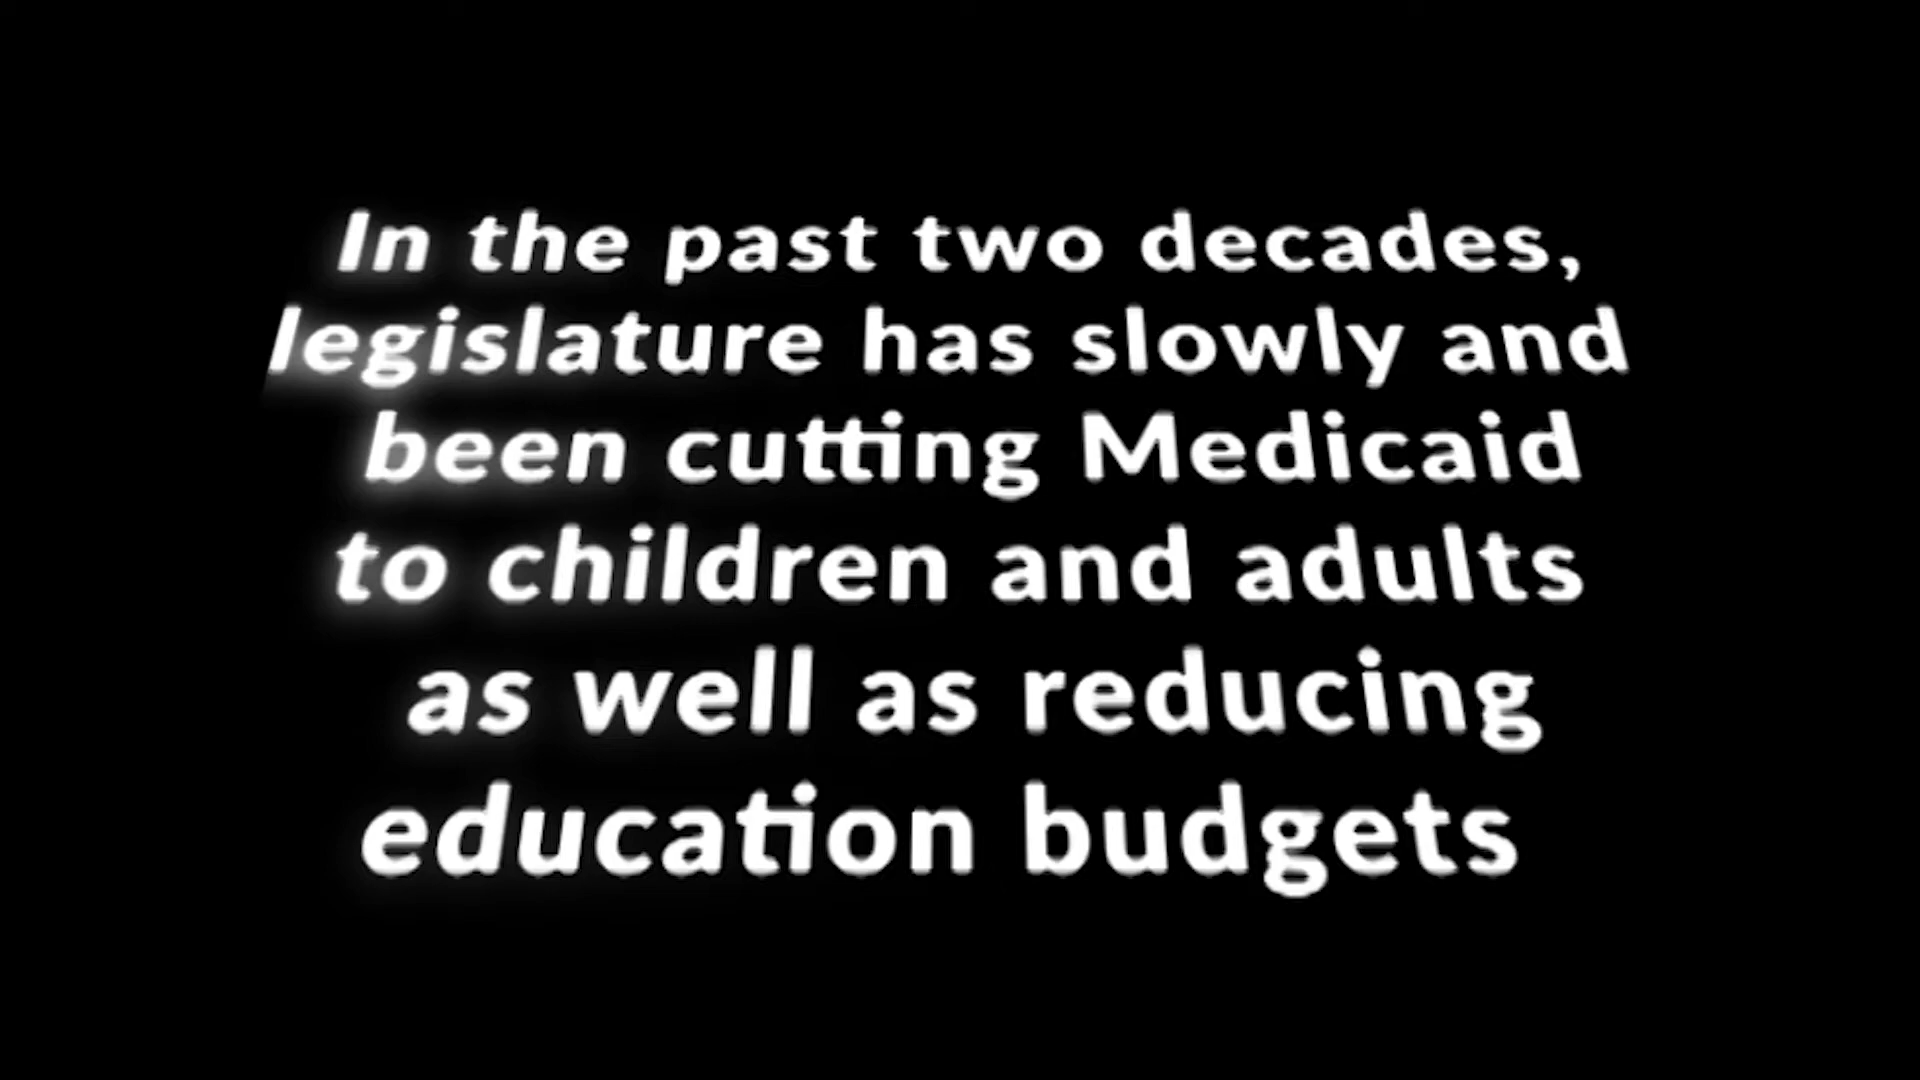 In the past two decades,
legislature has slowly and
been cutting Medicaid
to children and adults
as well as reducing
education budgets